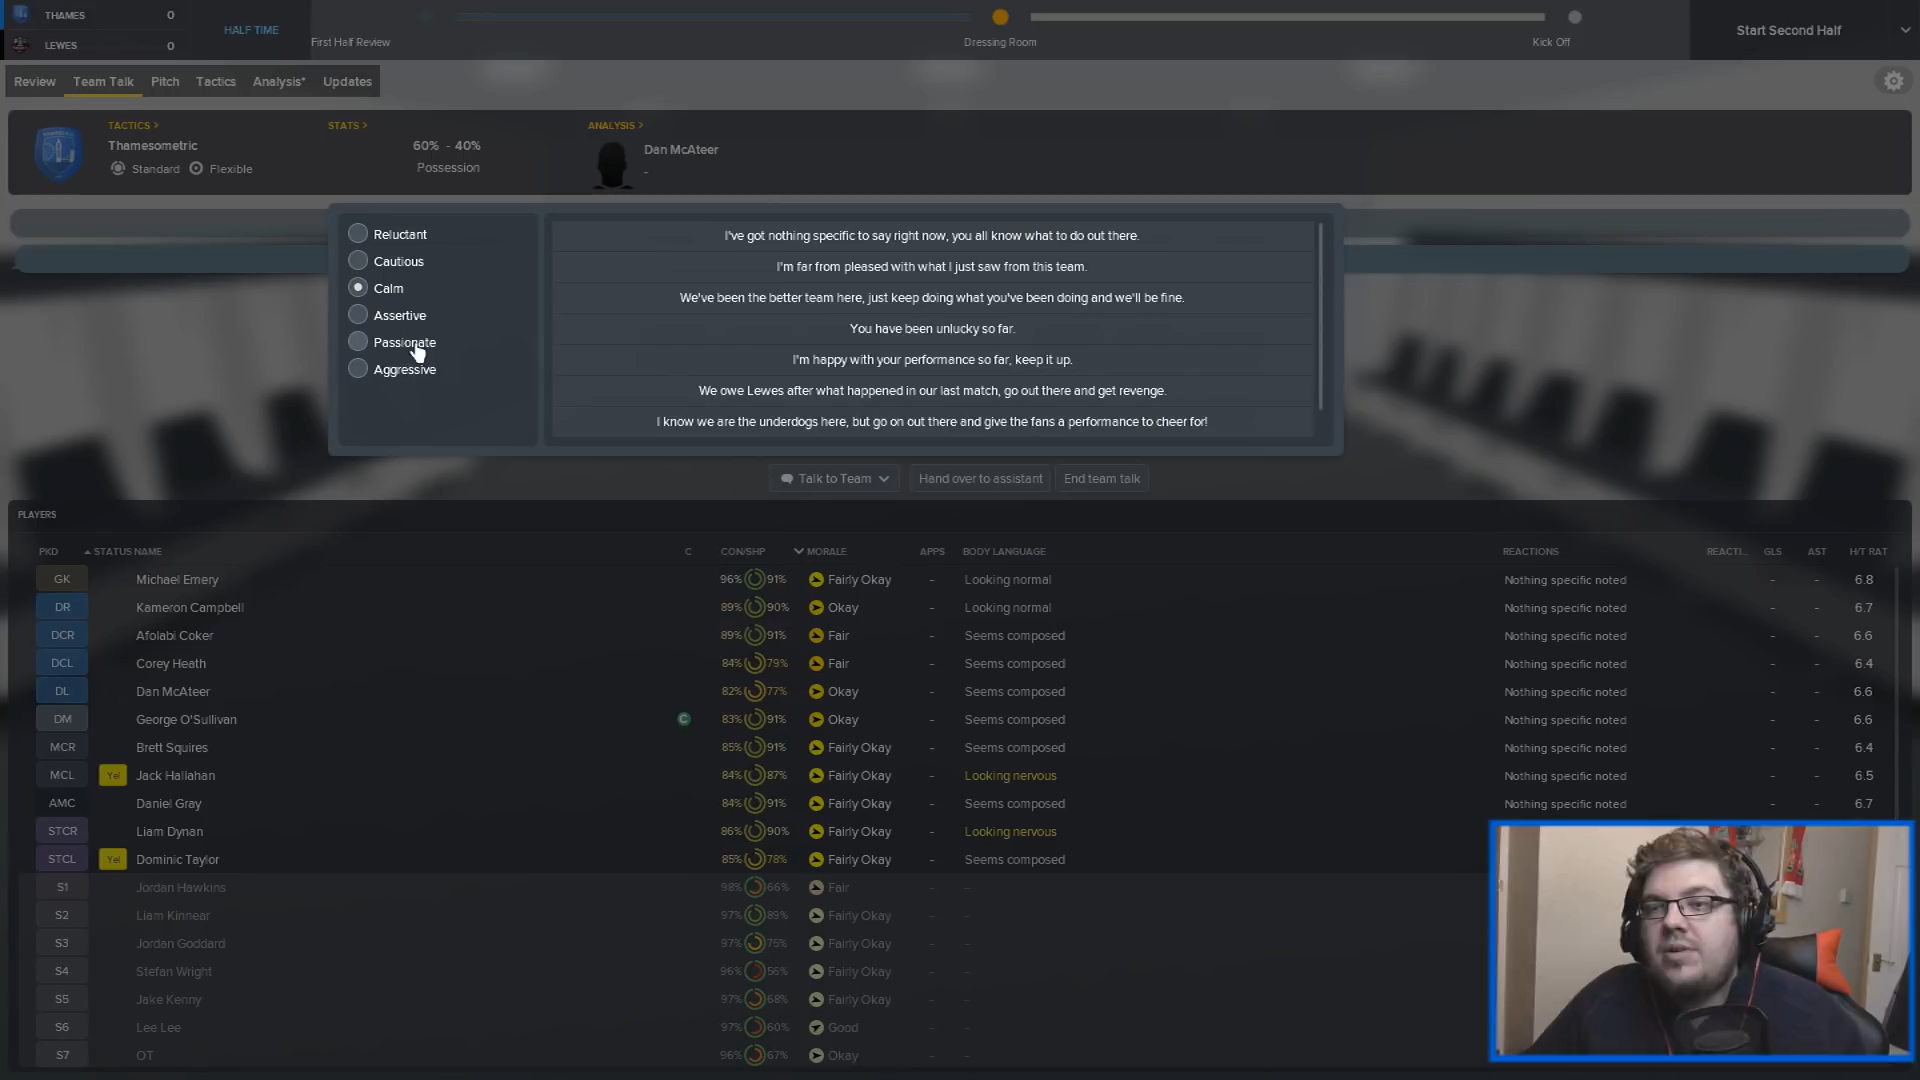 THAMES 0
LEWES 0
HALF TIME
First Half Review
Dressing Room
Kick Off
Start Second Half
Review Team Talk Pitch Tactics Analysis* Updates
TACTICS >
Thamesometric
Standard Flexible
STATS >
60% - 40%
Possession
ANALYSIS >
Dan McAteer
-
Reluctant
Cautious
Calm
Assertive
Passionate
Aggressive
I've got nothing specific to say right now, you all know what to do out there.
I'm far from pleased with what I just saw from this team.
We've been the better team here, just keep doing what you've been doing and we'll be fine.
You have been unlucky so far.
I'm happy with your performance so far, keep it up.
We owe Lewes after what happened in our last match, go out there and get revenge.
I know we are the underdogs here, but go on out there and give the fans a performance to cheer for!
Talk to Team Hand over to assistant End team talk
PLAYERS
PKD STATUS NAME C CON/SHP MORALE APPS BODY LANGUAGE REACTIONS REACTI... GLS AST H/T RAT
GK Michael Emery 96% 91% Fairly Okay - Looking normal Nothing specific noted - - 6.8
DR Kameron Campbell 89% 90% Okay - Looking normal Nothing specific noted - - 6.7
DCR Afolabi Coker 89% 91% Fair - Seems composed Nothing specific noted - - 6.6
DCL Corey Heath 84% 79% Fair - Seems composed Nothing specific noted - - 6.4
DL Dan McAteer 82% 77% Okay - Seems composed Nothing specific noted - - 6.6
DM George O'Sullivan C 83% 91% Okay - Seems composed Nothing specific noted - - 6.6
MCR Brett Squires 85% 91% Fairly Okay - Seems composed Nothing specific noted - - 6.4
MCL Yel Jack Hallahan 84% 87% Fairly Okay - Looking nervous Nothing specific noted - - 6.5
AMC Daniel Gray 84% 91% Fairly Okay - Seems composed Nothing specific noted - - 6.7
STCR Liam Dynan 86% 90% Fairly Okay - Looking nervous
STCL Yel Dominic Taylor 85% 78% Fairly Okay - Seems composed
S1 Jordan Hawkins 98% 66% Fair - -
S2 Liam Kinnear 97% 89% Fairly Okay - -
S3 Jordan Goddard 97% 75% Fairly Okay - -
S4 Stefan Wright 96% 56% Fairly Okay - -
S5 Jake Kenny 97% 68% Fairly Okay - -
S6 Lee Lee 97% 60% Good - -
S7 OT 96% 67% Okay - -